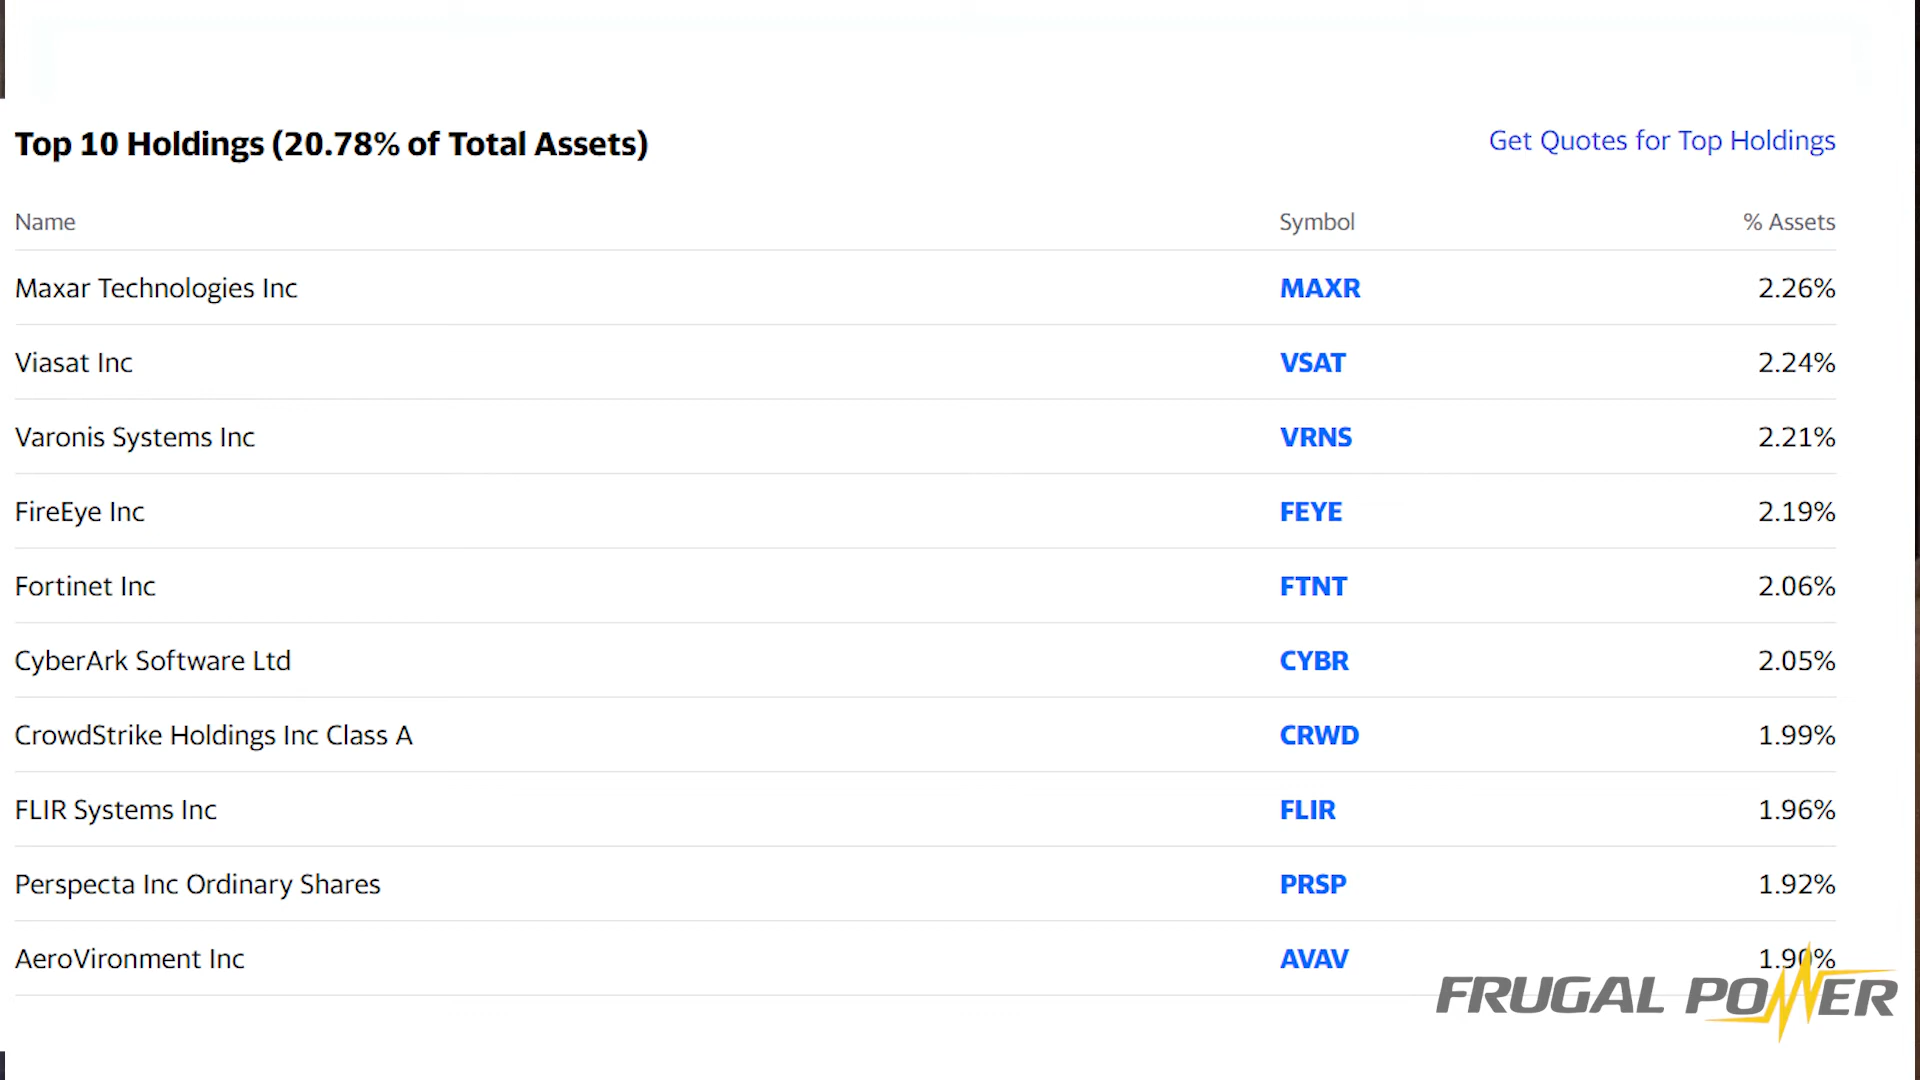 Top 10 Holdings (20.78% of Total Assets) Get Quotes for Top Holdings
Name Symbol % Assets
Maxar Technologies Inc MAXR 2.26%
Viasat Inc VSAT 2.24%
Varonis Systems Inc VRNS 2.21%
FireEye Inc FEYE 2.19%
Fortinet Inc FTNT 2.06%
CyberArk Software Ltd CYBR 2.05%
CrowdStrike Holdings Inc Class A CRWD 1.99%
FLIR Systems Inc FLIR 1.96%
Perspecta Inc Ordinary Shares PRSP 1.92%
AeroVironment Inc AVAV 1.90%
FRUGAL POWER